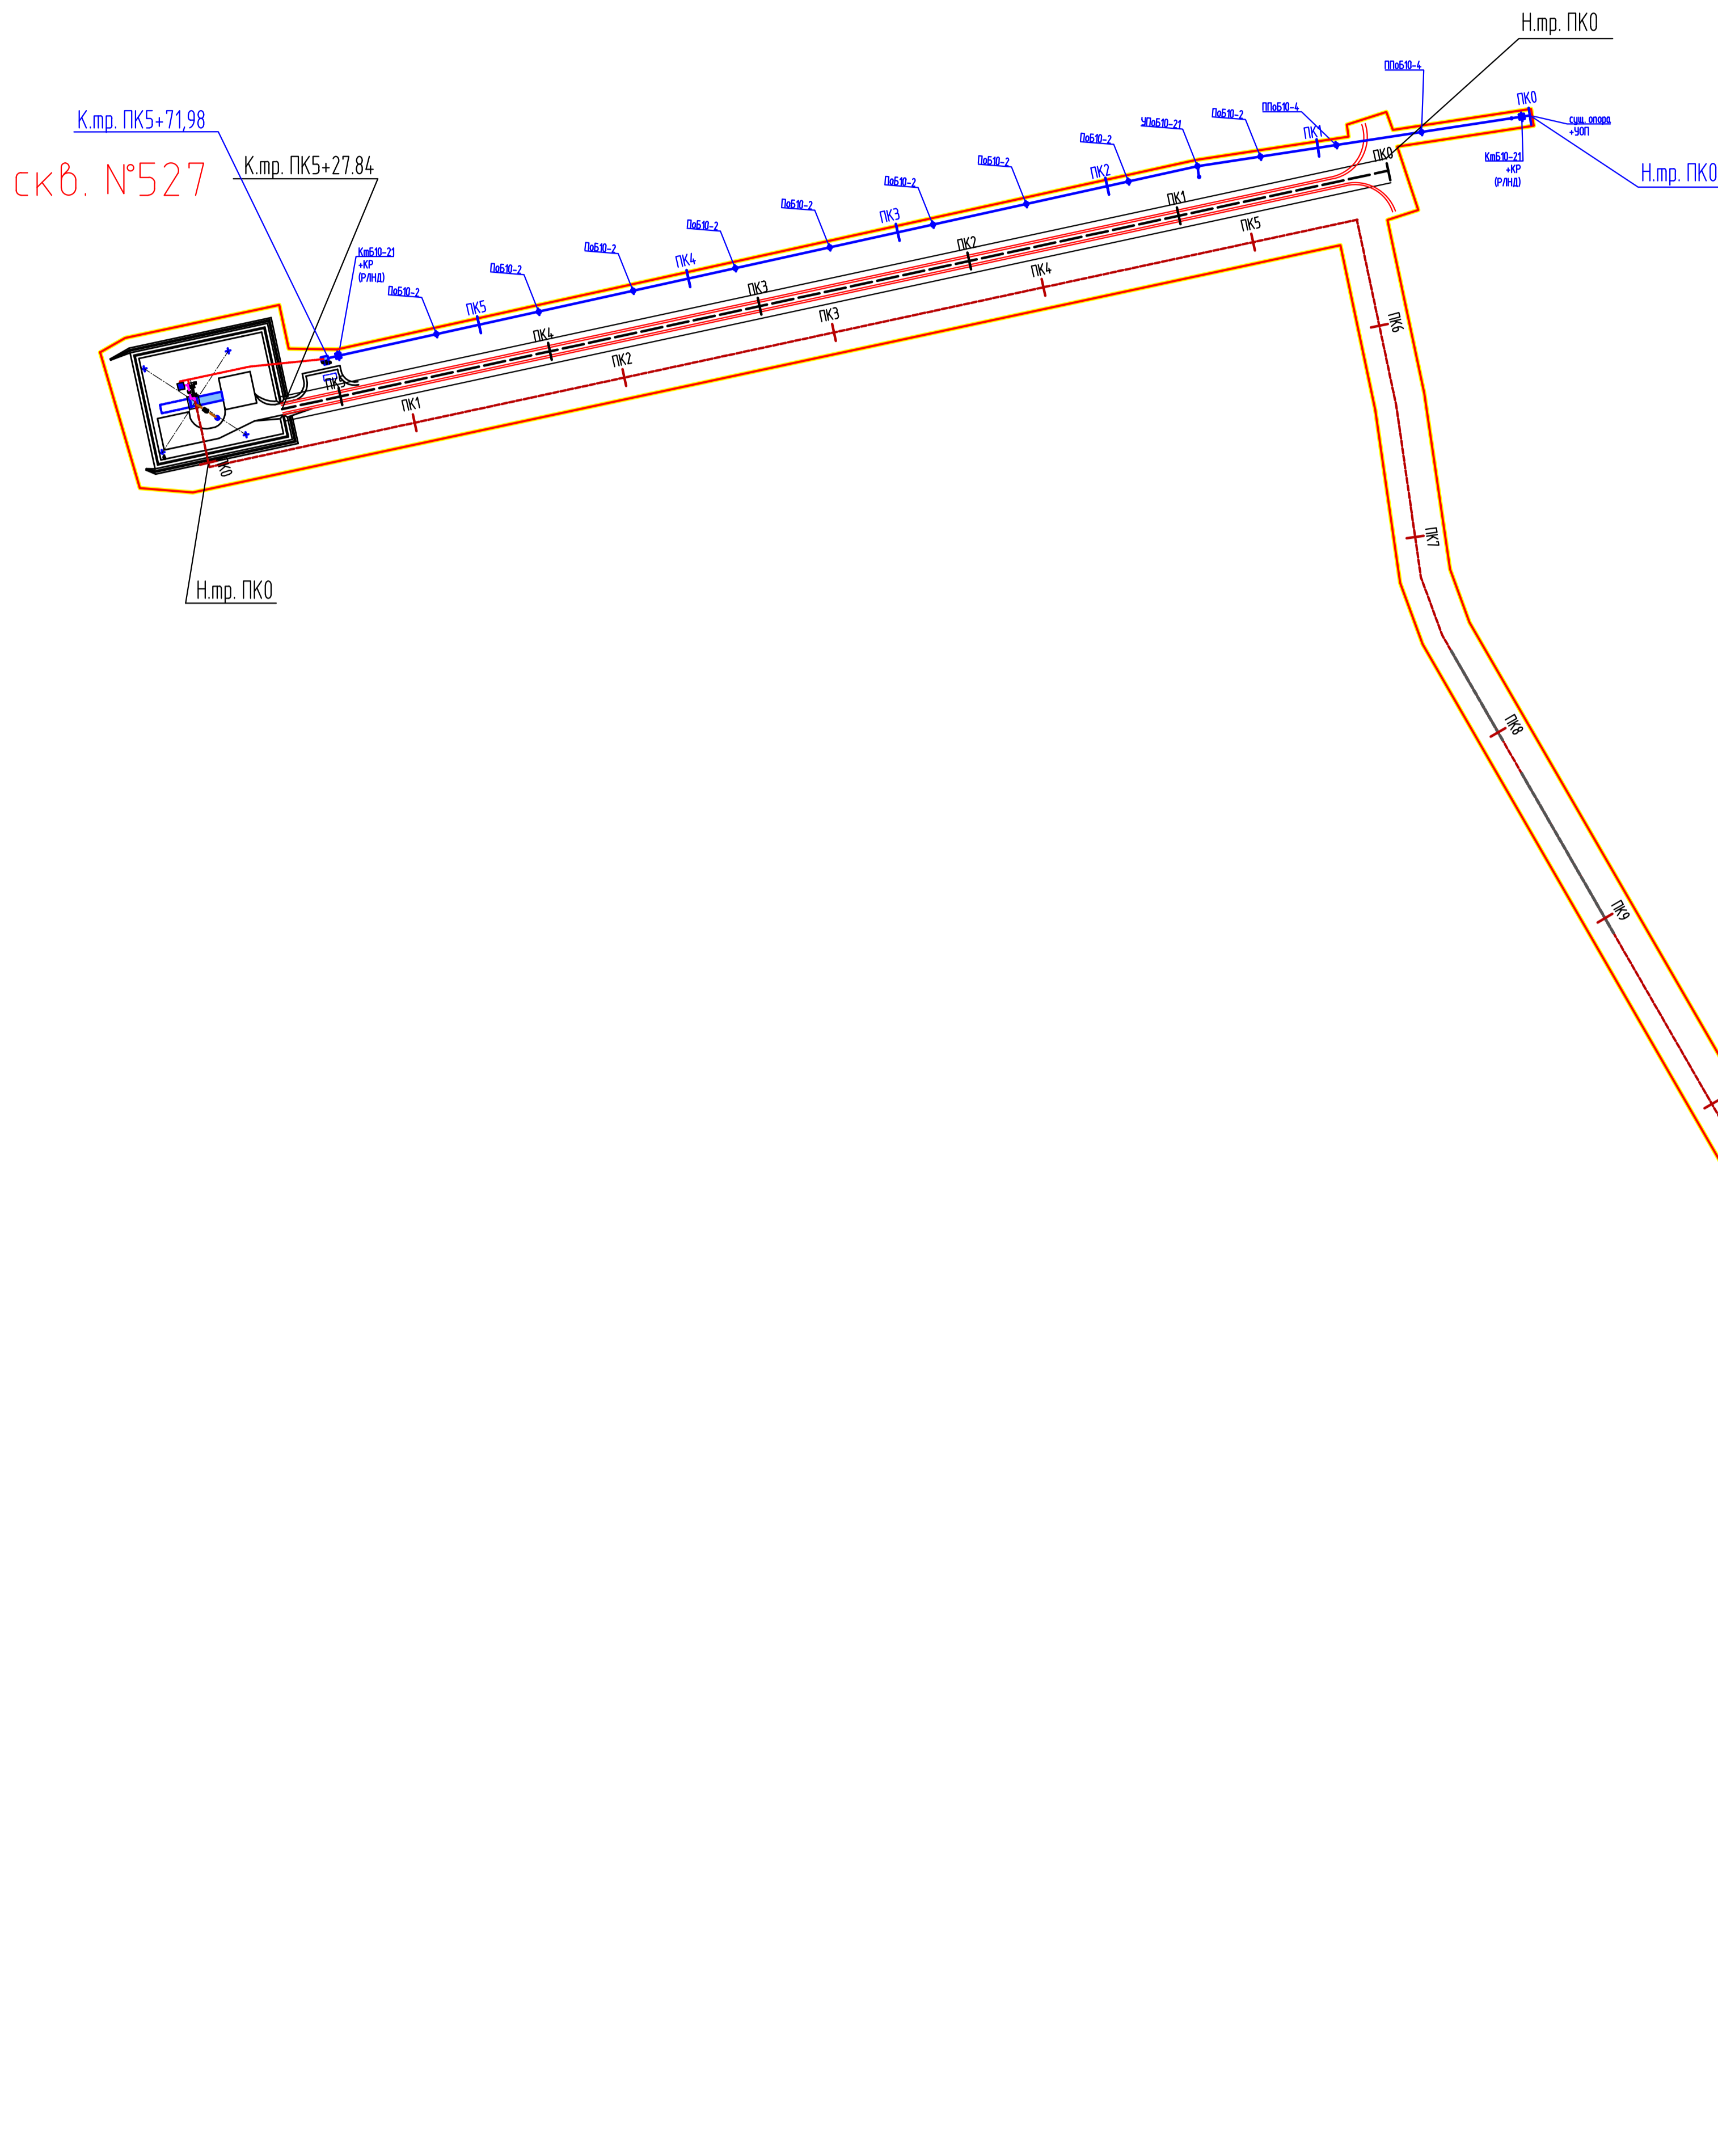 Н.тр. ПК0
ППоБ10-4
ПК0
сущ. опора
+УОП
К.тр. ПК5+71,98
ППоБ10-4
ПоБ10-2
УПоБ10-21
ПК1
ПоБ10-2
КтБ10-21
+КР
(РЛНД)
Н.тр. ПК0
скв. №527
К.тр. ПК5+27.84
ПоБ10-2
ПК2
ПК0
ПоБ10-2
ПК1
ПоБ10-2
ПК3
ПК5
ПоБ10-2
ПК2
ПоБ10-2
ПК4
ПК4
КтБ10-21
+КР
(РЛНД)
ПоБ10-2
ПК3
ПоБ10-2
ПК5
ПК3
ПК6
ПК4
ПК2
ПК5
ПК1
ПК0
ПК7
Н.тр. ПК0
ПК8
ПК9